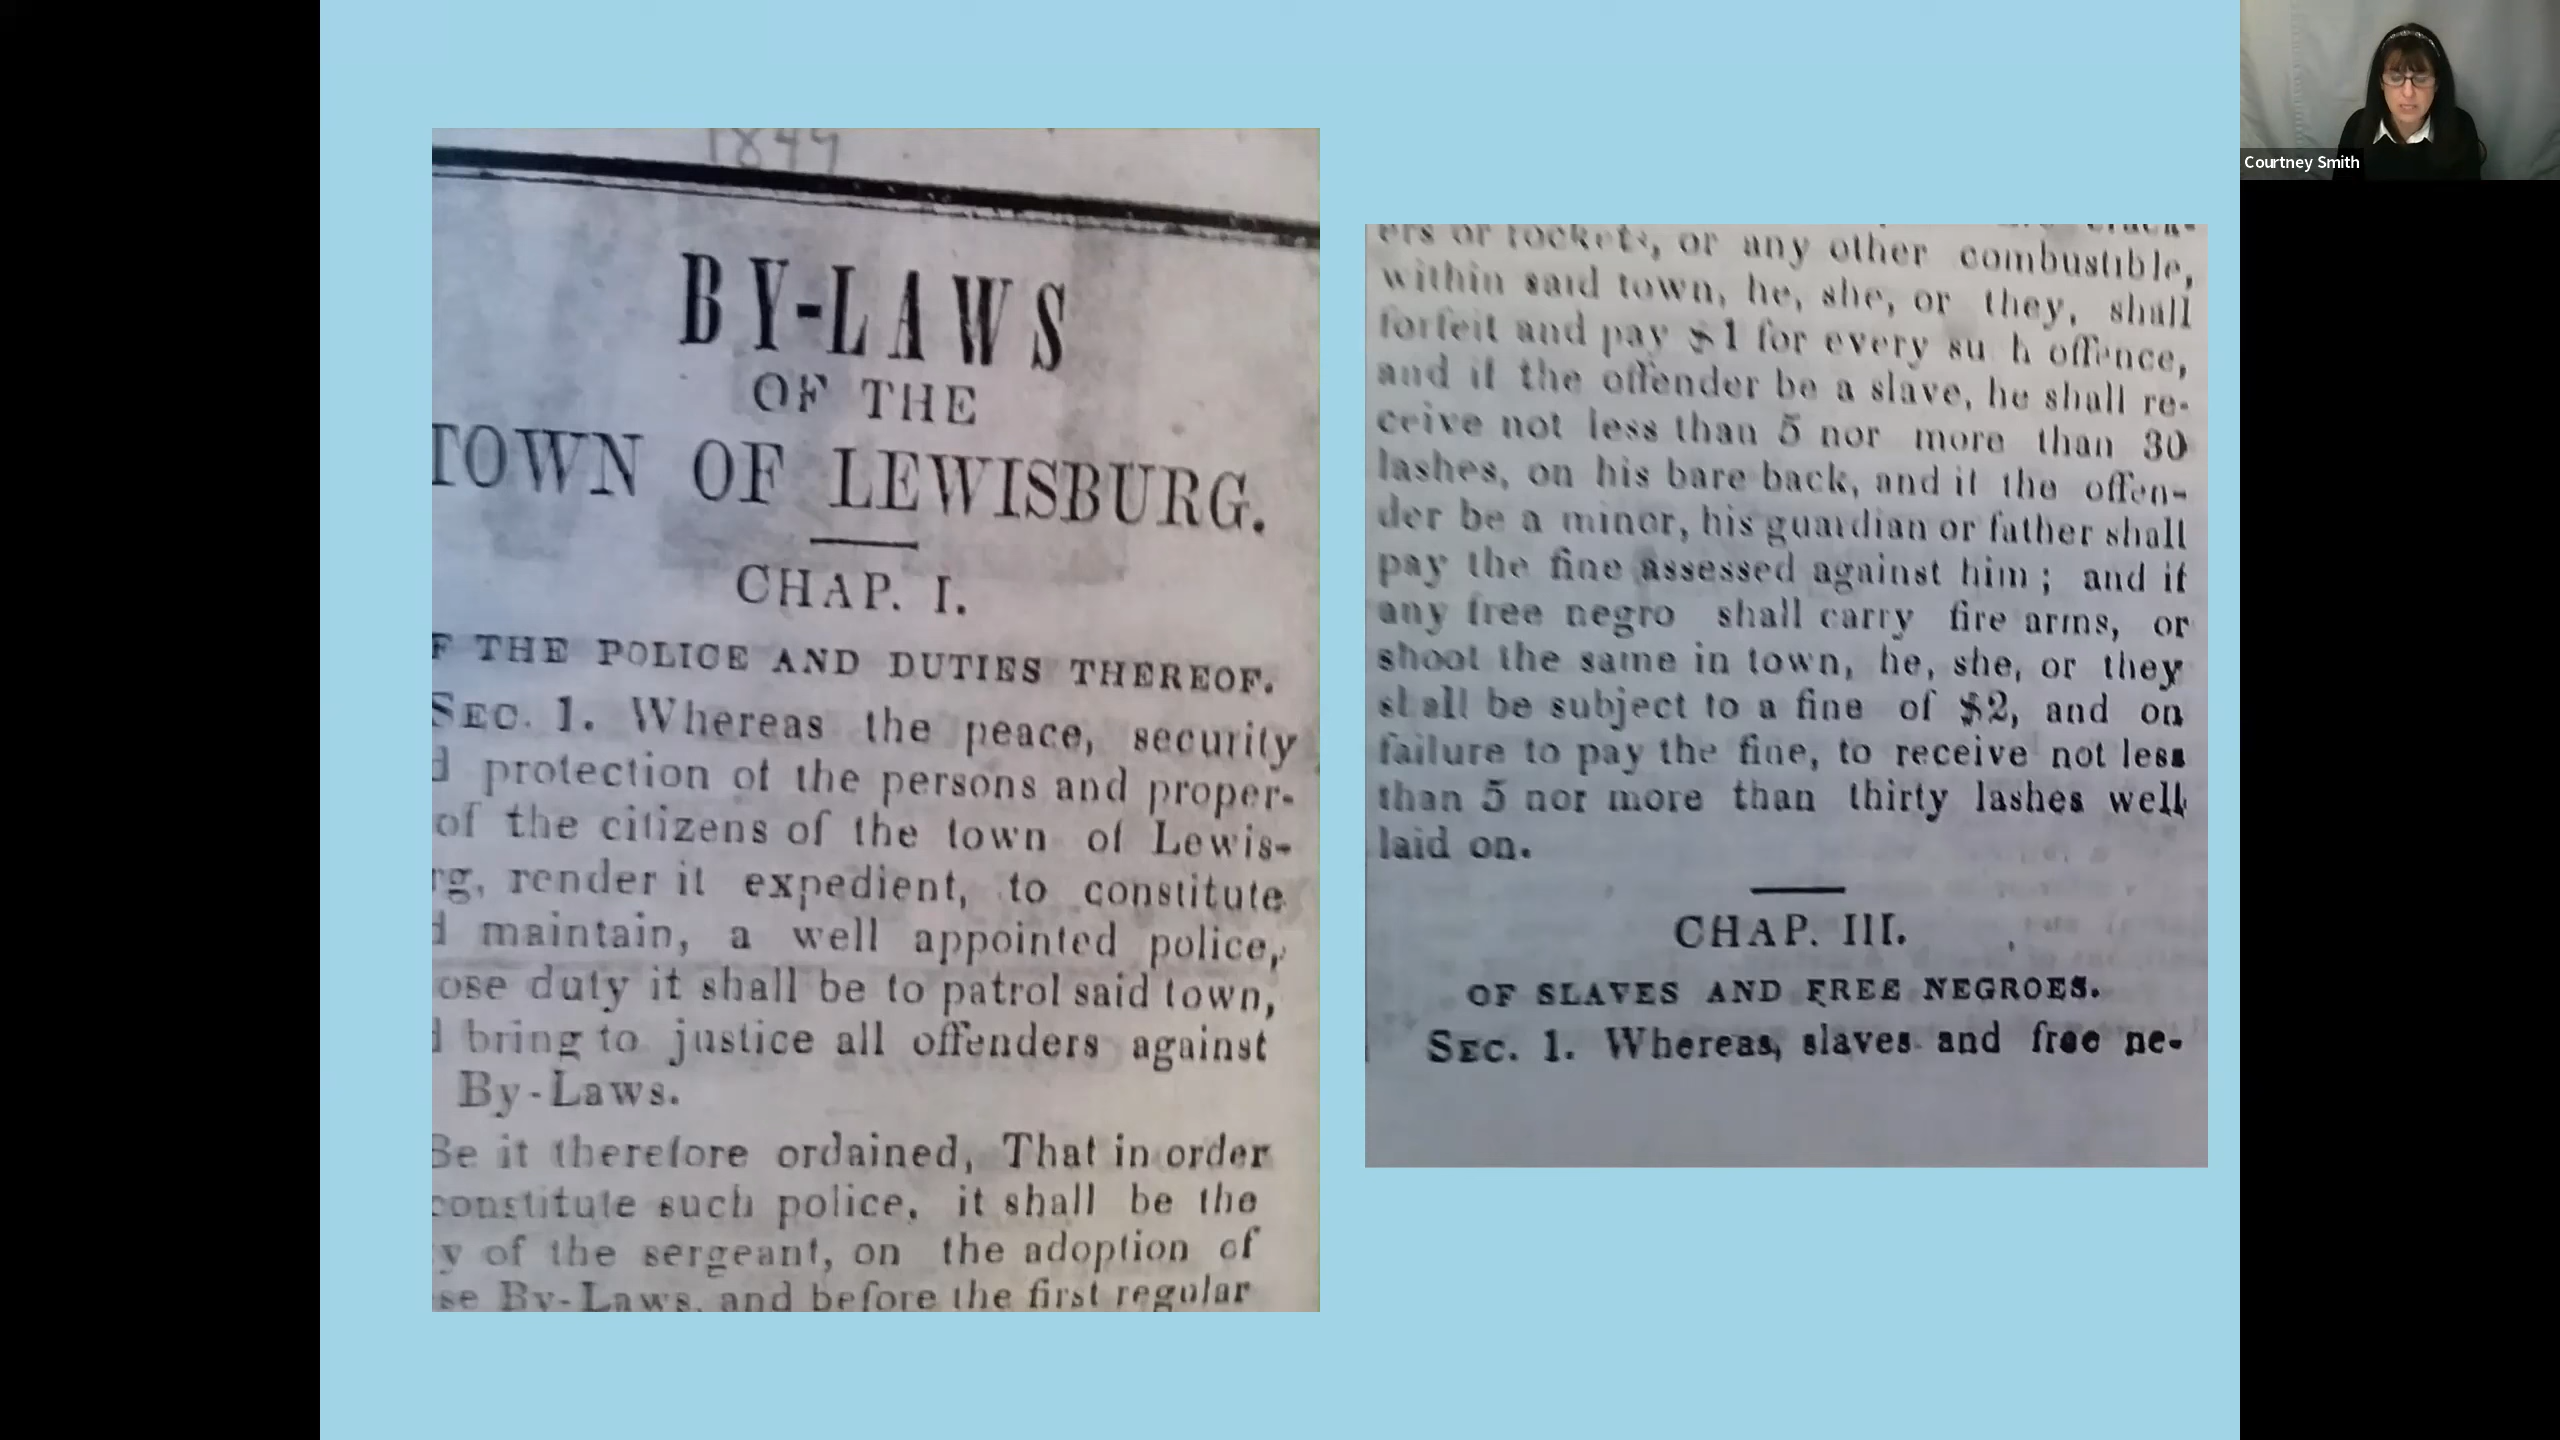 1849
BY-LAWS
OF THE
TOWN OF LEWISBURG.
CHAP. I.
F THE POLICE AND DUTIES THEREOF.
SEC. 1. Whereas the peace, security
d protection of the persons and proper-
of the citizens of the town of Lewis-
rg, render it expedient, to constitute
d maintain, a well appointed police,
ose duty it shall be to patrol said town,
d bring to justice all offenders against
By-Laws.
Be it therefore ordained, That in order
constitute such police, it shall be the
y of the sergeant, on the adoption of
se By-Laws, and before the first regular
crack-
ers or rockets, or any other combustible,
within said town, he, she, or they, shall
forfeit and pay $1 for every su h offence,
and if the offender be a slave, he shall re-
ceive not less than 5 nor more than 30
lashes, on his bare back, and if the offen-
der be a minor, his guardian or father shall
pay the fine assessed against him; and if
any free negro shall carry fire arms, or
shoot the same in town, he, she, or they
shall be subject to a fine of $2, and on
failure to pay the fine, to receive not less
than 5 nor more than thirty lashes well
laid on.
CHAP. III.
OF SLAVES AND FREE NEGROES.
SEC. 1. Whereas, slaves and free ne-
Courtney Smith